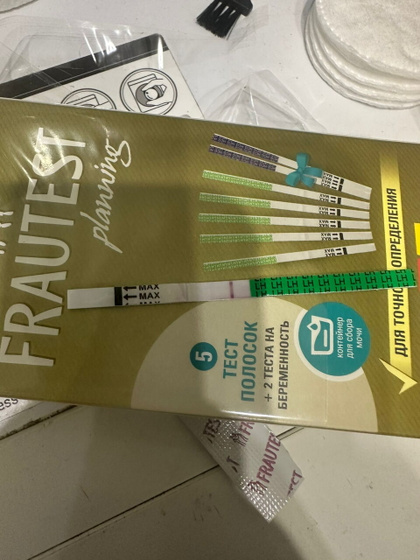 FRAUTEST
planning
MAX
MAX
MAX
5
ТЕСТ
ПОЛОСОК
+ 2 ТЕСТА НА
БЕРЕМЕННОСТЬ
контейнер
для сбора
мочи
ДЛЯ ТОЧНО
ОПРЕДЕЛЕНИЯ
FRAUTEST